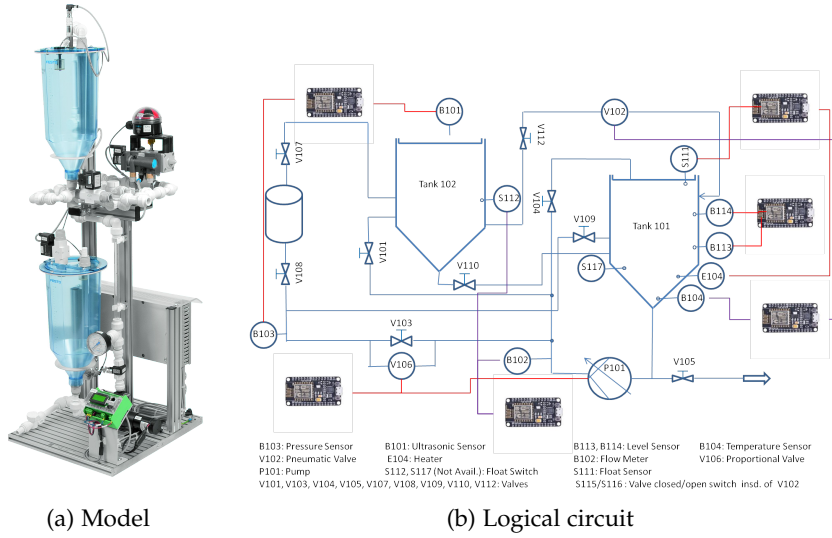 B101
V102
V107
V112
S111
Tank 102
S112
V104
Tank 101
B114
V109
V101
B113
V108
V110
S117
E104
B104
B103
V103
V106
B102
P101
V105
B103: Pressure Sensor B101: Ultrasonic Sensor B113, B114: Level Sensor B104: Temperature Sensor
V102: Pneumatic Valve E104: Heater B102: Flow Meter V106: Proportional Valve
P101: Pump S112, S117 (Not Avail.): Float Switch S111: Float Sensor
V101, V103, V104, V105, V107, V108, V109, V110, V112: Valves S115/S116 : Valve closed/open switch insd. of V102
(a) Model (b) Logical circuit